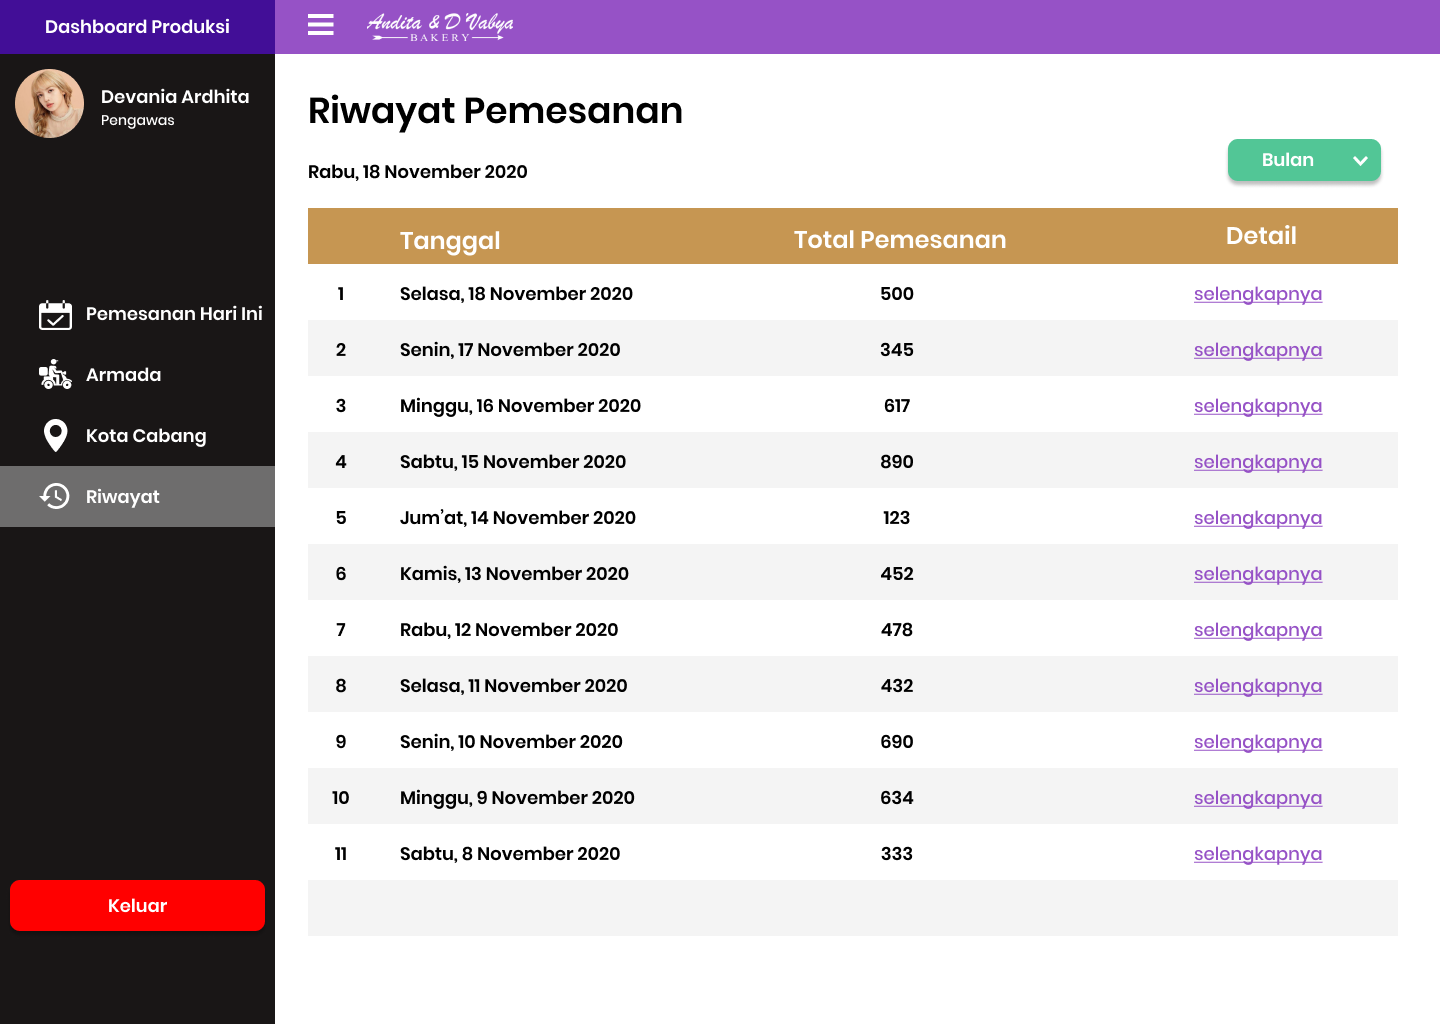 Dashboard Produksi
Andita & D'Vabya
BAKERY
Devania Ardhita
Pengawas
Pemesanan Hari Ini
Armada
Kota Cabang
Riwayat
Keluar
Riwayat Pemesanan
Rabu, 18 November 2020
Bulan
Tanggal Total Pemesanan Detail
1 Selasa, 18 November 2020 500 selengkapnya
2 Senin, 17 November 2020 345 selengkapnya
3 Minggu, 16 November 2020 617 selengkapnya
4 Sabtu, 15 November 2020 890 selengkapnya
5 Jum’at, 14 November 2020 123 selengkapnya
6 Kamis, 13 November 2020 452 selengkapnya
7 Rabu, 12 November 2020 478 selengkapnya
8 Selasa, 11 November 2020 432 selengkapnya
9 Senin, 10 November 2020 690 selengkapnya
10 Minggu, 9 November 2020 634 selengkapnya
11 Sabtu, 8 November 2020 333 selengkapnya